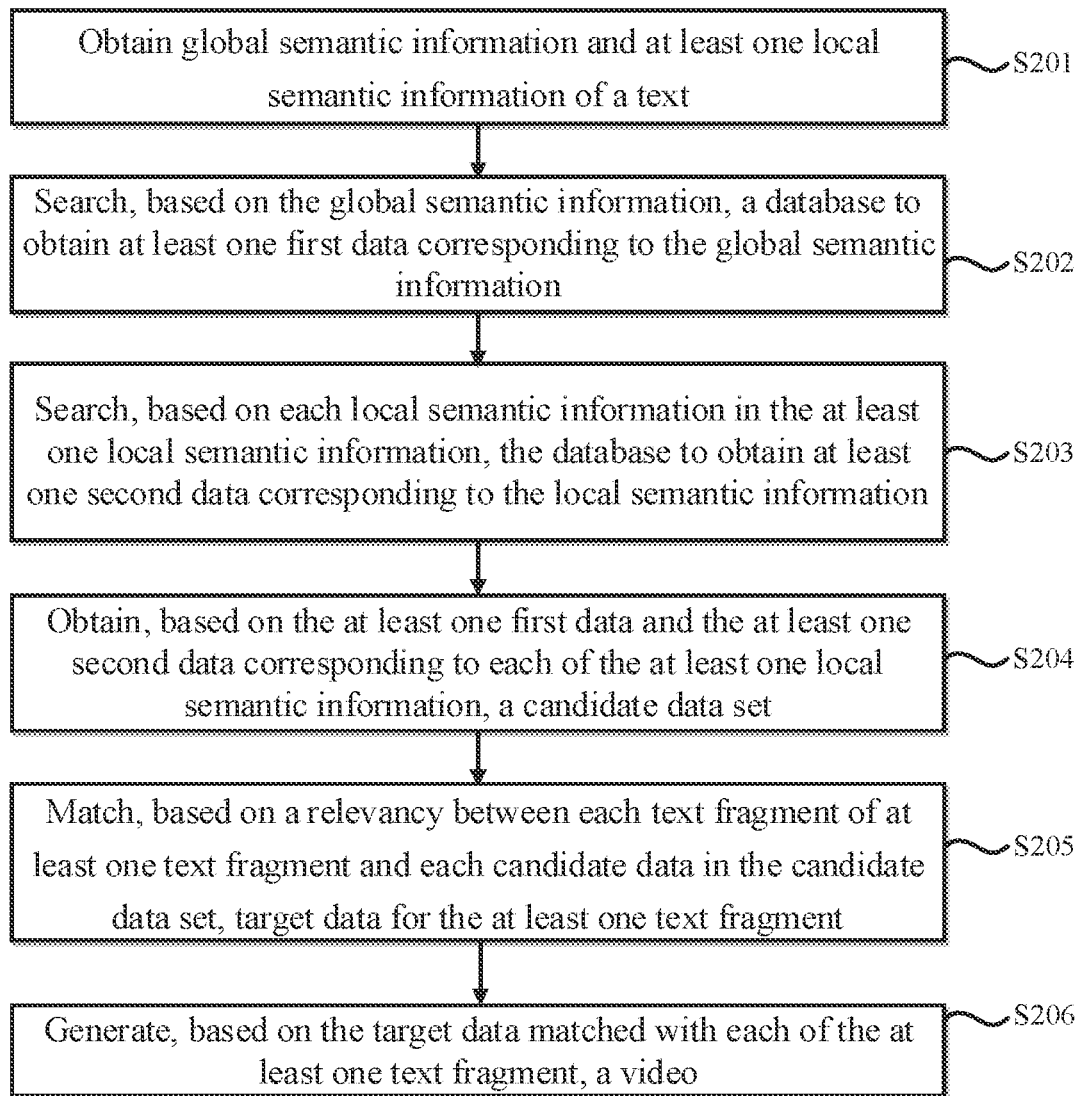 Obtain global semantic information and at least one local
semantic information of a text
S201
Search, based on the global semantic information, a database to
obtain at least one first data corresponding to the global semantic
information
S202
Search, based on each local semantic information in the at least
one local semantic information, the database to obtain at least
one second data corresponding to the local semantic information
S203
Obtain, based on the at least one first data and the at least one
second data corresponding to each of the at least one local
semantic information, a candidate data set
S204
Match, based on a relevancy between each text fragment of at
least one text fragment and each candidate data in the candidate
data set, target data for the at least one text fragment
S205
Generate, based on the target data matched with each of the at
least one text fragment, a video
S206